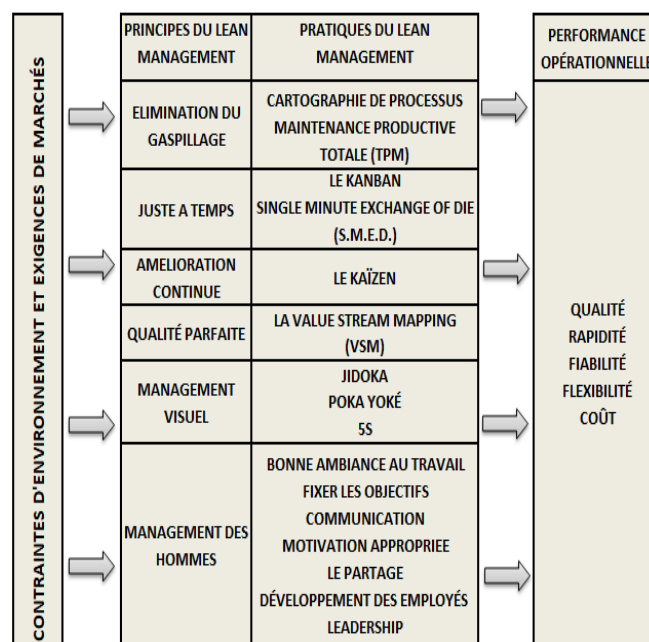 CONTRAINTES D'ENVIRONNEMENT ET EXIGENCES DE MARCHÉS
PRINCIPES DU LEAN
MANAGEMENT
PRATIQUES DU LEAN
MANAGEMENT
ELIMINATION DU
GASPILLAGE
CARTOGRAPHIE DE PROCESSUS
MAINTENANCE PRODUCTIVE
TOTALE (TPM)
JUSTE A TEMPS
LE KANBAN
SINGLE MINUTE EXCHANGE OF DIE
(S.M.E.D.)
AMELIORATION
CONTINUE
LE KAÏZEN
QUALITÉ PARFAITE
LA VALUE STREAM MAPPING
(VSM)
MANAGEMENT
VISUEL
JIDOKA
POKA YOKÉ
5S
MANAGEMENT DES
HOMMES
BONNE AMBIANCE AU TRAVAIL
FIXER LES OBJECTIFS
COMMUNICATION
MOTIVATION APPROPRIEE
LE PARTAGE
DÉVELOPPEMENT DES EMPLOYÉS
LEADERSHIP
PERFORMANCE
OPÉRATIONNELLE
QUALITÉ
RAPIDITÉ
FIABILITÉ
FLEXIBILITÉ
COÛT